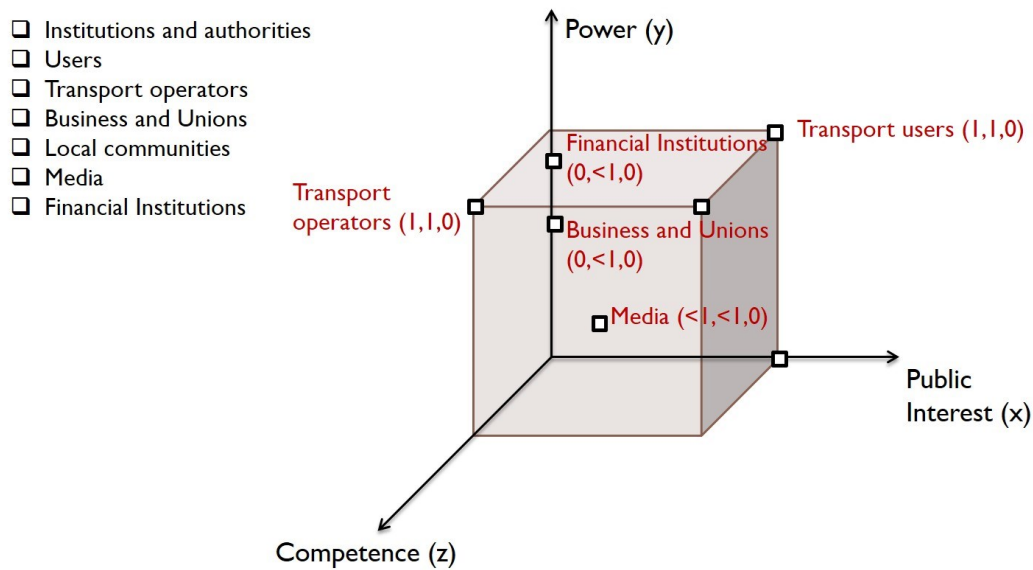 Institutions and authorities
Users
Transport operators
Business and Unions
Local communities
Media
Financial Institutions
Power (y)
Transport users (1,1,0)
Financial Institutions
(0,<1,0)
Transport
operators (1,1,0)
Business and Unions
(0,<1,0)
Media (<1,<1,0)
Public
Interest (x)
Competence (z)